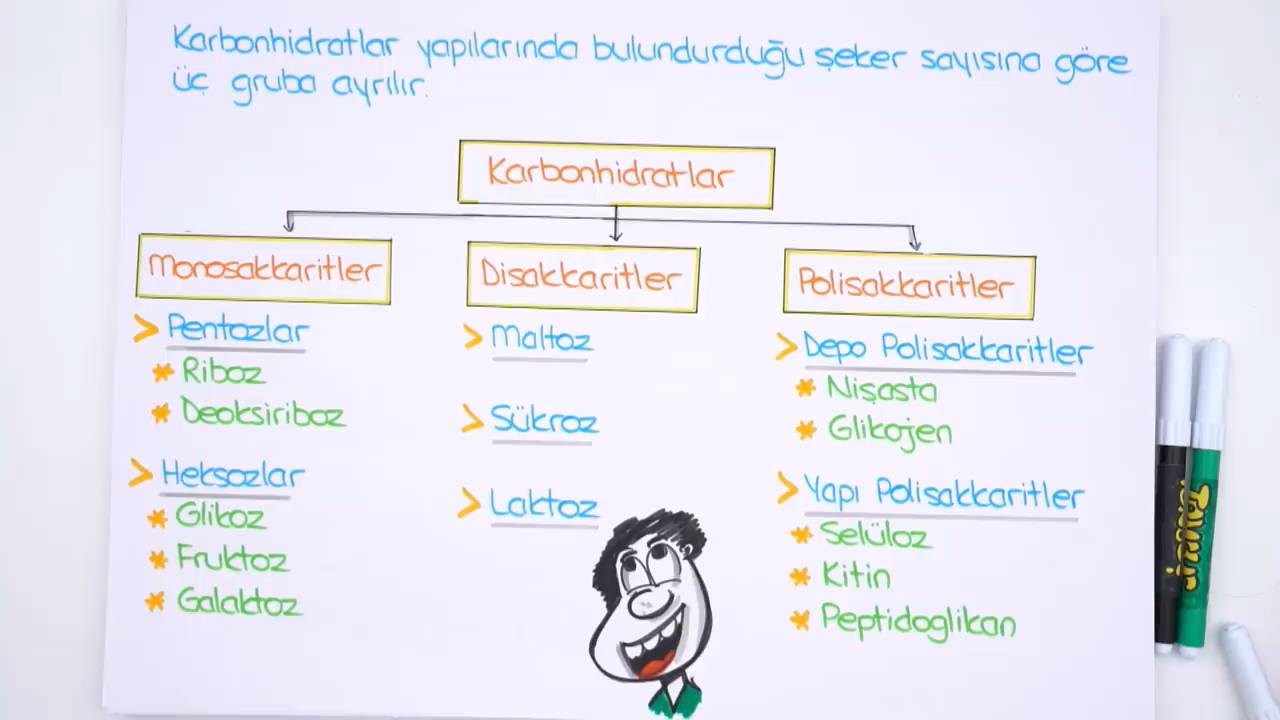 Karbonhidratlar yapılarında bulundurduğu şeker sayısına göre
üç gruba ayrılır.
Karbonhidratlar
Monosakkaritler
> Pentozlar
* Riboz
* Deoksiriboz
> Heksozlar
* Glikoz
* Fruktoz
* Galaktoz
Disakkaritler
> Maltoz
> Sükroz
> Laktoz
Polisakkaritler
> Depo Polisakkaritler
* Nişasta
* Glikojen
> Yapı Polisakkaritler
* Selüloz
* Kitin
* Peptidoglikan